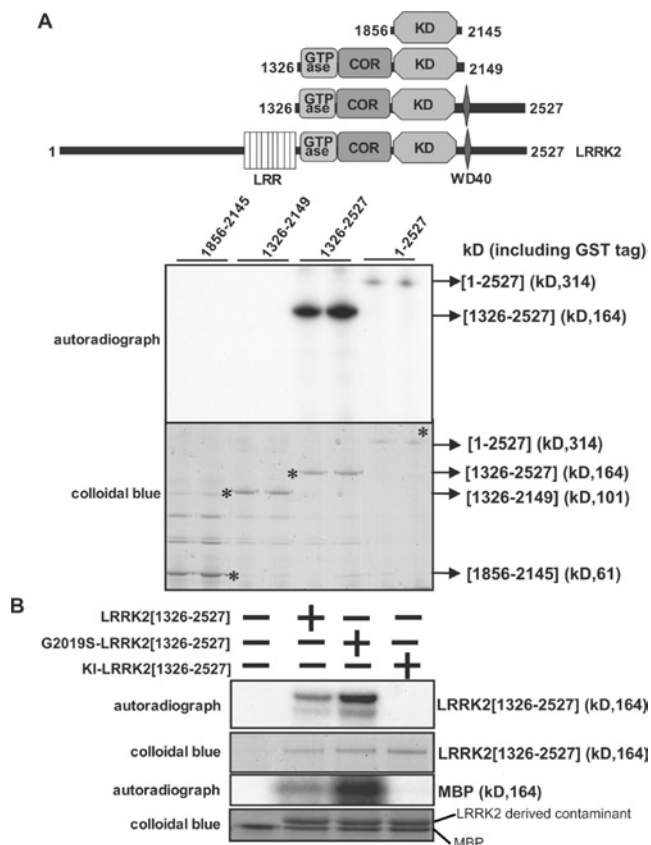 A
1856 KD 2145
1326 GTP ase COR KD 2149
1326 GTP ase COR KD 2527
1 GTP ase COR KD 2527 LRRK2
LRR WD40
1856-2145 1326-2149 1326-2527 1-2527
kD (including GST tag)
[1-2527] (kD,314)
[1326-2527] (kD,164)
autoradiograph
* [1-2527] (kD,314)
* [1326-2527] (kD,164)
colloidal blue * [1326-2149] (kD,101)
* [1856-2145] (kD,61)
B
LRRK2[1326-2527] — + — —
G2019S-LRRK2[1326-2527] — — + —
KI-LRRK2[1326-2527] — — — +
autoradiograph LRRK2[1326-2527] (kD,164)
colloidal blue LRRK2[1326-2527] (kD,164)
autoradiograph MBP (kD,164)
colloidal blue LRRK2 derived contaminant
MBP